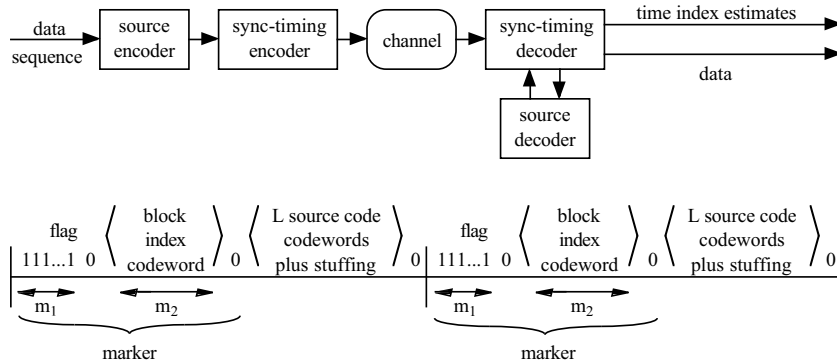 data
sequence
source
encoder
sync-timing
encoder
channel
sync-timing
decoder
time index estimates
data
source
decoder
flag
111...1 0
block
index
codeword
0
L source code
codewords
plus stuffing
0
flag
111...1 0
block
index
codeword
0
L source code
codewords
plus stuffing
0
m1
m2
marker
m1
m2
marker